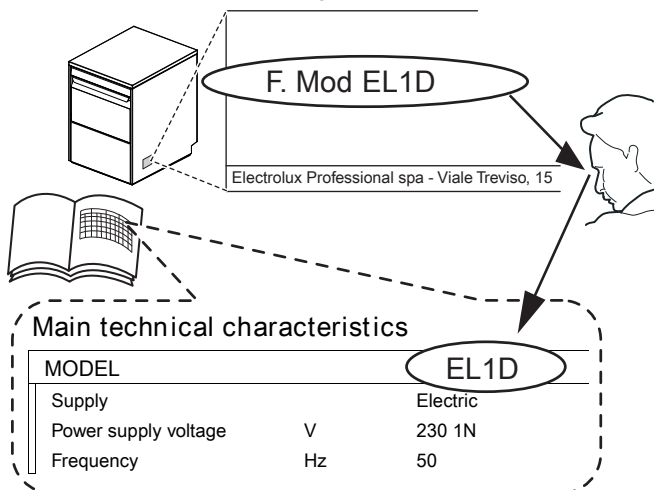 F. Mod EL1D
Electrolux Professional spa - Viale Treviso, 15
Main technical characteristics
MODEL EL1D
Supply Electric
Power supply voltage V 230 1N
Frequency Hz 50